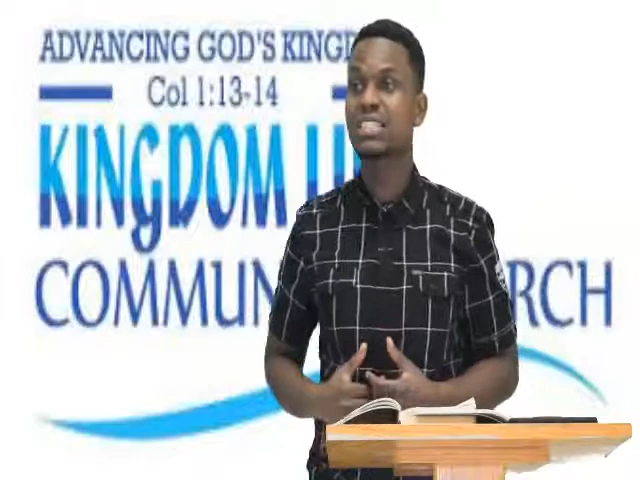 ADVANCING GOD'S KINGD
Col 1:13-14
KINGDOM LI
COMMUN RCH